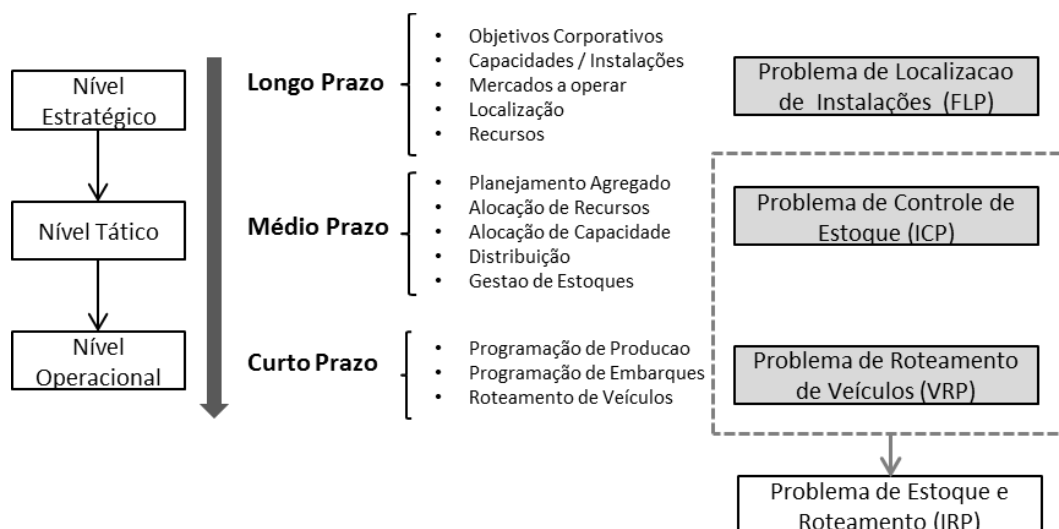 Nível
Estratégico
Nível Tático
Nível
Operacional
Longo Prazo
• Objetivos Corporativos
• Capacidades / Instalações
• Mercados a operar
• Localização
• Recursos
Médio Prazo
• Planejamento Agregado
• Alocação de Recursos
• Alocação de Capacidade
• Distribuição
• Gestao de Estoques
Curto Prazo
• Programação de Producao
• Programação de Embarques
• Roteamento de Veículos
Problema de Localizacao
de Instalações (FLP)
Problema de Controle de
Estoque (ICP)
Problema de Roteamento
de Veículos (VRP)
Problema de Estoque e
Roteamento (IRP)